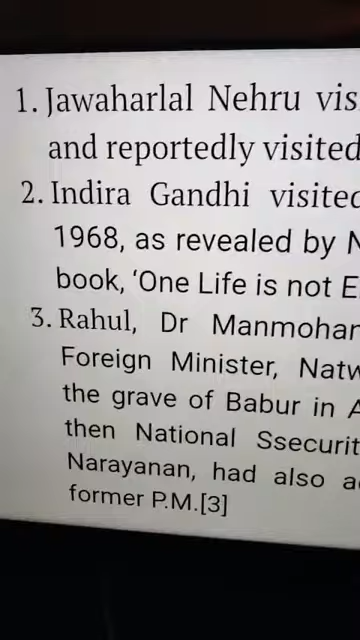 1. Jawaharlal Nehru vis
and reportedly visited
2. Indira Gandhi visited
1968, as revealed by N
book, ‘One Life is not E
3. Rahul, Dr Manmohan
Foreign Minister, Natw
the grave of Babur in A
then National Ssecurit
Narayanan, had also a
former P.M.[3]